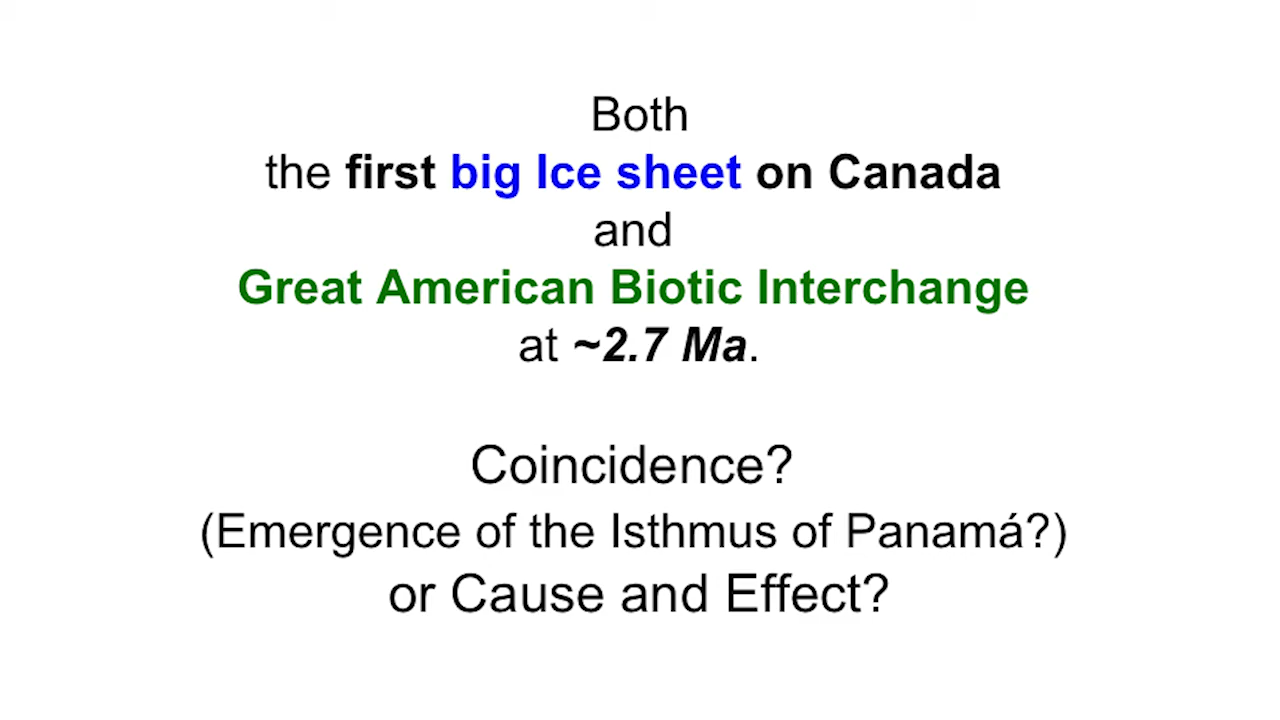 Both
the first big Ice sheet on Canada
and
Great American Biotic Interchange
at ~2.7 Ma.
Coincidence?
(Emergence of the Isthmus of Panamá?)
or Cause and Effect?